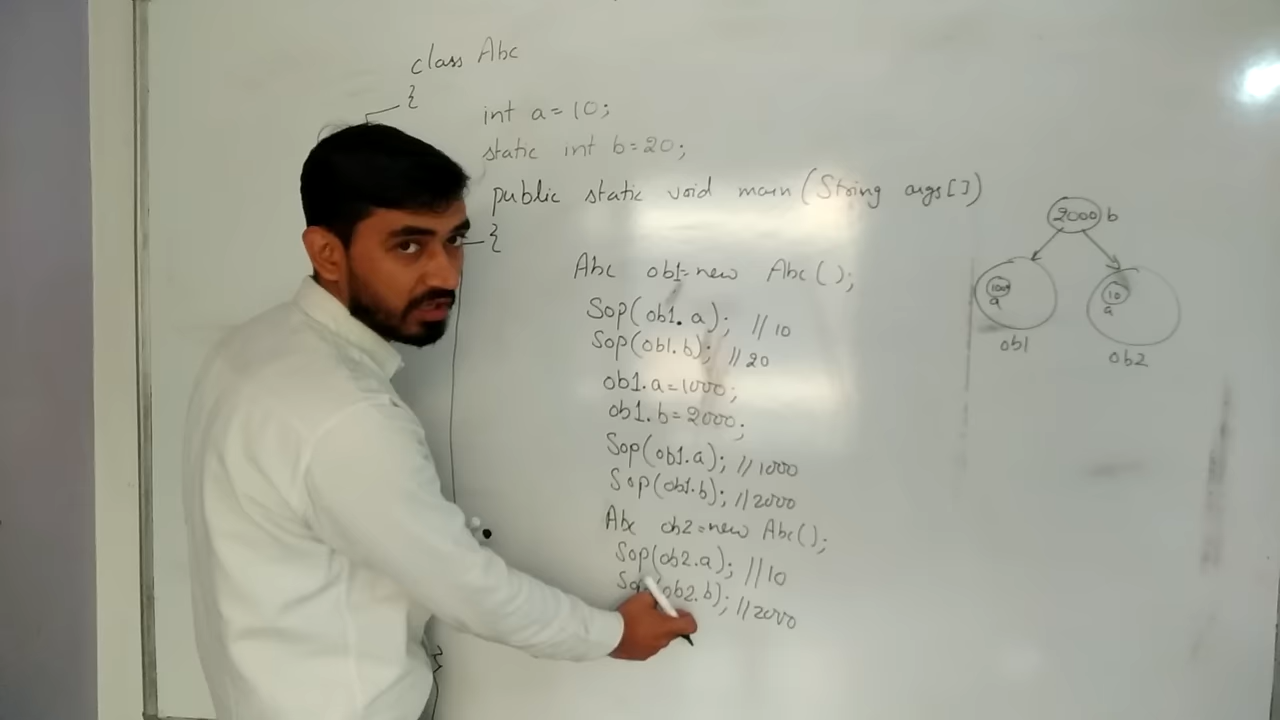 class Abc
{
int a=10;
static int b=20;
public static void main(String args[])
{
Abc ob1=new Abc();
Sop(ob1.a); //10
Sop(ob1.b); //20
ob1.a=1000;
ob1.b=2000;
Sop(ob1.a); //1000
Sop(ob1.b); //2000
Abc ob2=new Abc();
Sop(ob2.a); //10
Sop(ob2.b); //2000
}
2000 b
1000
a
ob1
10
a
ob2